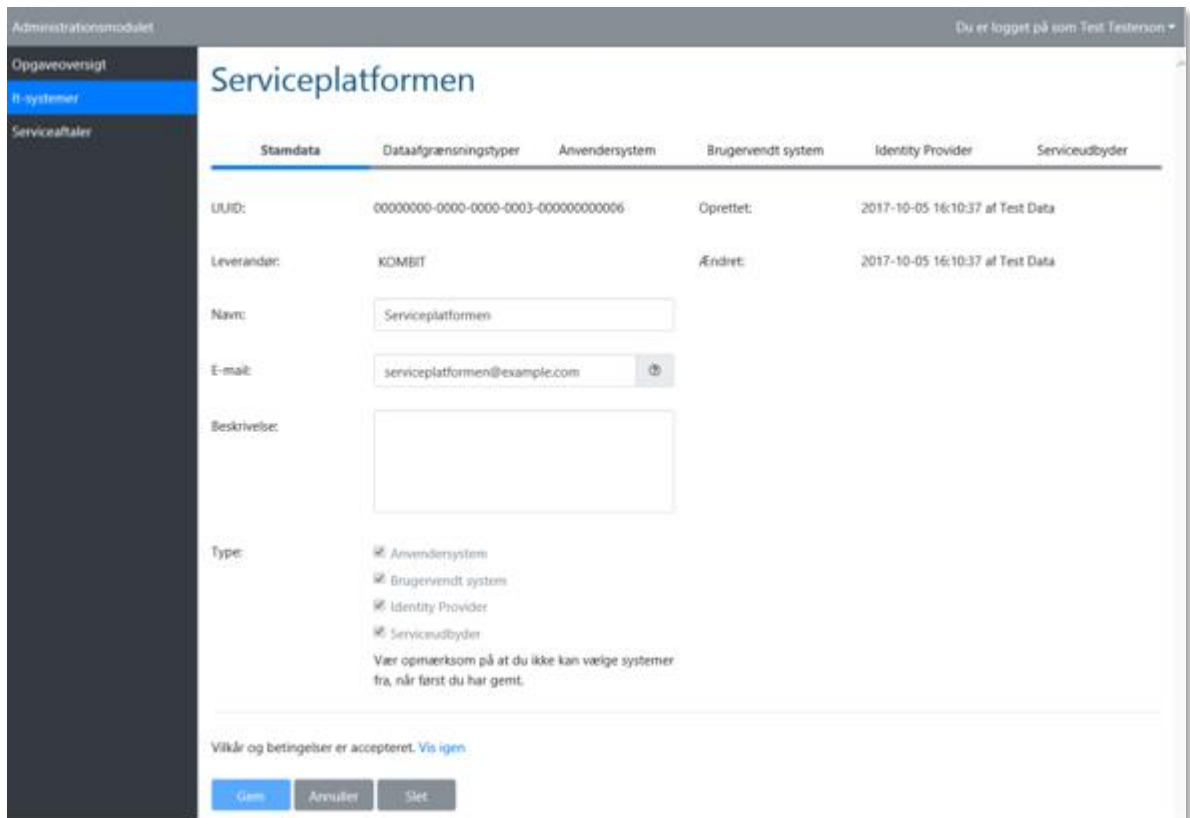 Administrationsmodulet
Du er logget på som Test Testerson
Opgaveoversigt
It-systemer
Serviceaftaler
Serviceplatformen
Stamdata Dataafgrænsningstyper Anvendersystem Brugervendt system Identity Provider Serviceudbyder
UUID: 00000000-0000-0000-0003-000000000006 Oprettet: 2017-10-05 16:10:37 af Test Data
Leverandør: KOMBIT Ændret: 2017-10-05 16:10:37 af Test Data
Navn: Serviceplatformen
E-mail: serviceplatformen@example.com
Beskrivelse:
Type: Anvendersystem
Brugervendt system
Identity Provider
Serviceudbyder
Vær opmærksom på at du ikke kan vælge systemer
fra, når først du har gemt.
Vilkår og betingelser er accepteret. Vis igen
Gem Annuller Slet